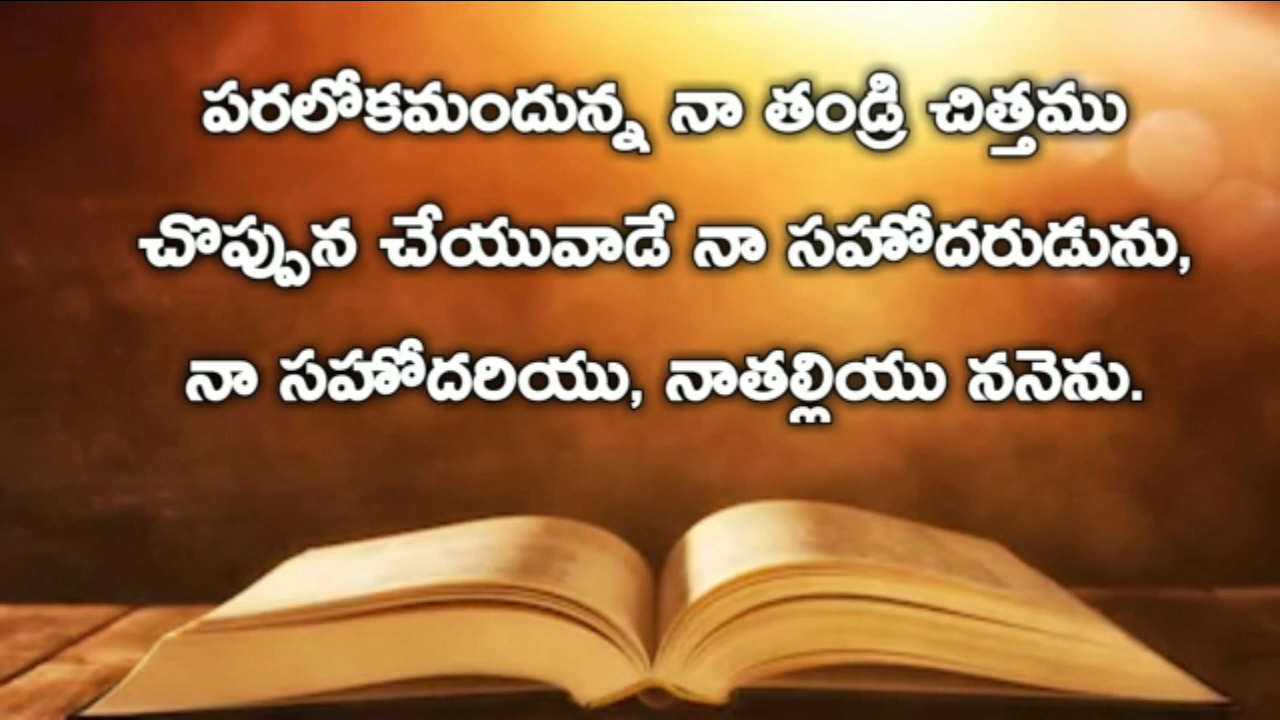 పరలోకమందున్న నా తండ్రి చిత్తము
చొప్పున చేయువాడే నా సహోదరుడును,
నా సహోదరియు, నాతల్లియు ననెను.